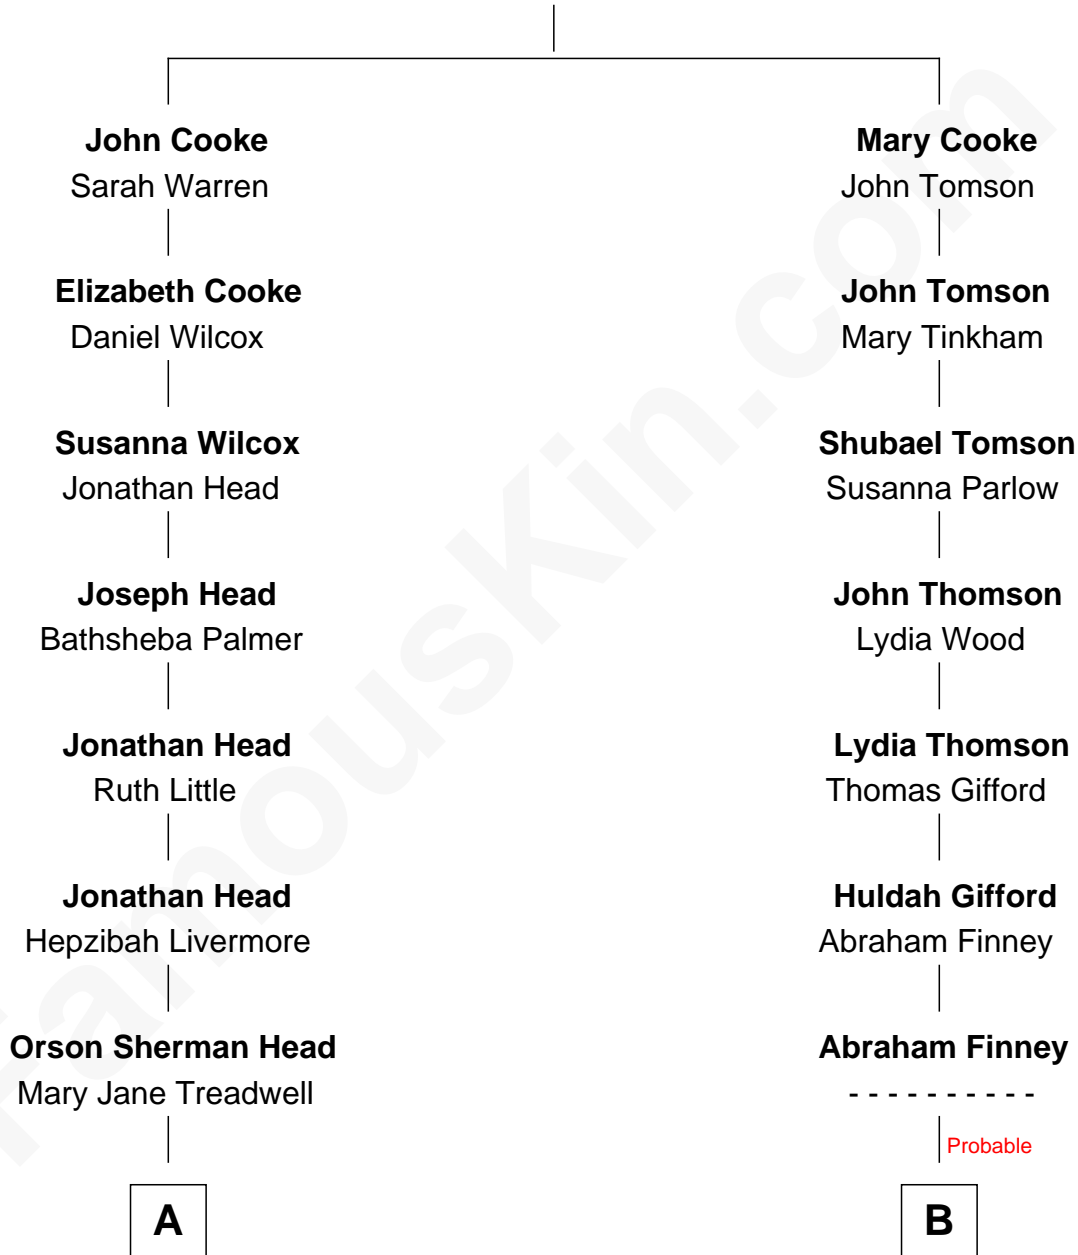 John Cooke
Sarah Warren
Mary Cooke
John Tomson
Elizabeth Cooke
Daniel Wilcox
John Tomson
Mary Tinkham
Susanna Wilcox
Jonathan Head
Shubael Tomson
Susanna Parlow
Joseph Head
Bathsheba Palmer
John Thomson
Lydia Wood
Jonathan Head
Ruth Little
Lydia Thomson
Thomas Gifford
Jonathan Head
Hepzibah Livermore
Huldah Gifford
Abraham Finney
Orson Sherman Head
Mary Jane Treadwell
Abraham Finney
- - - - - - - - - -
Probable
A
B
FamousKin.com